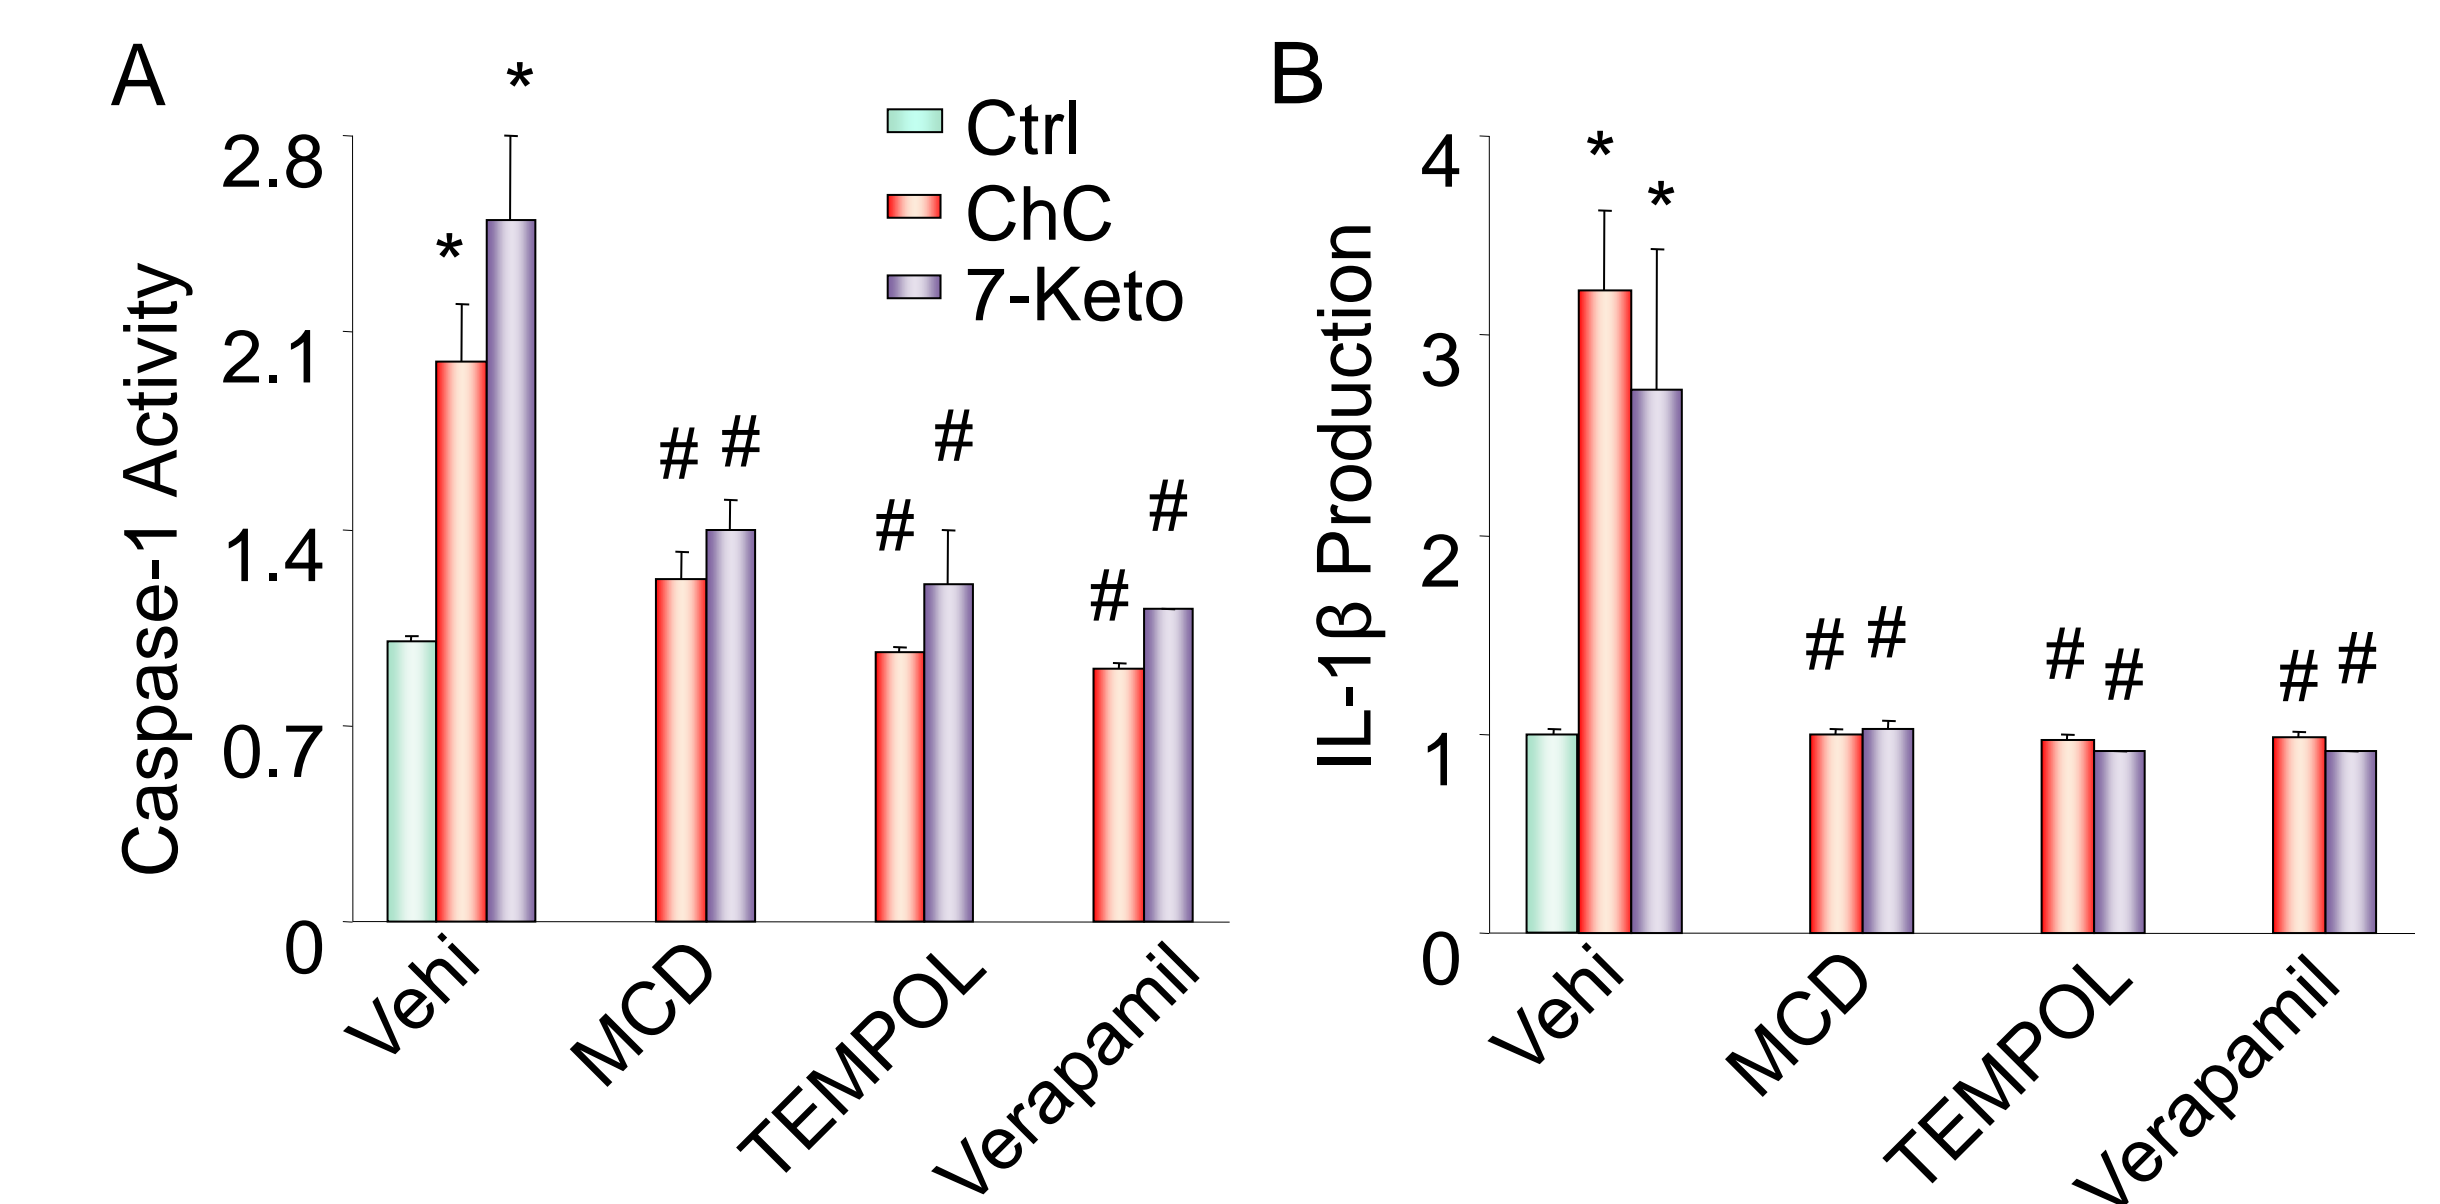 A
*
*
2.8
2.1
1.4
0.7
0
Caspase-1 Activity
Ctrl
ChC
7-Keto
# #
# #
# #
Vehi
MCD
TEMPOL
Verapamil
B
*
*
4
3
2
1
0
IL-1β Production
# #
# #
# #
Vehi
MCD
TEMPOL
Verapamil